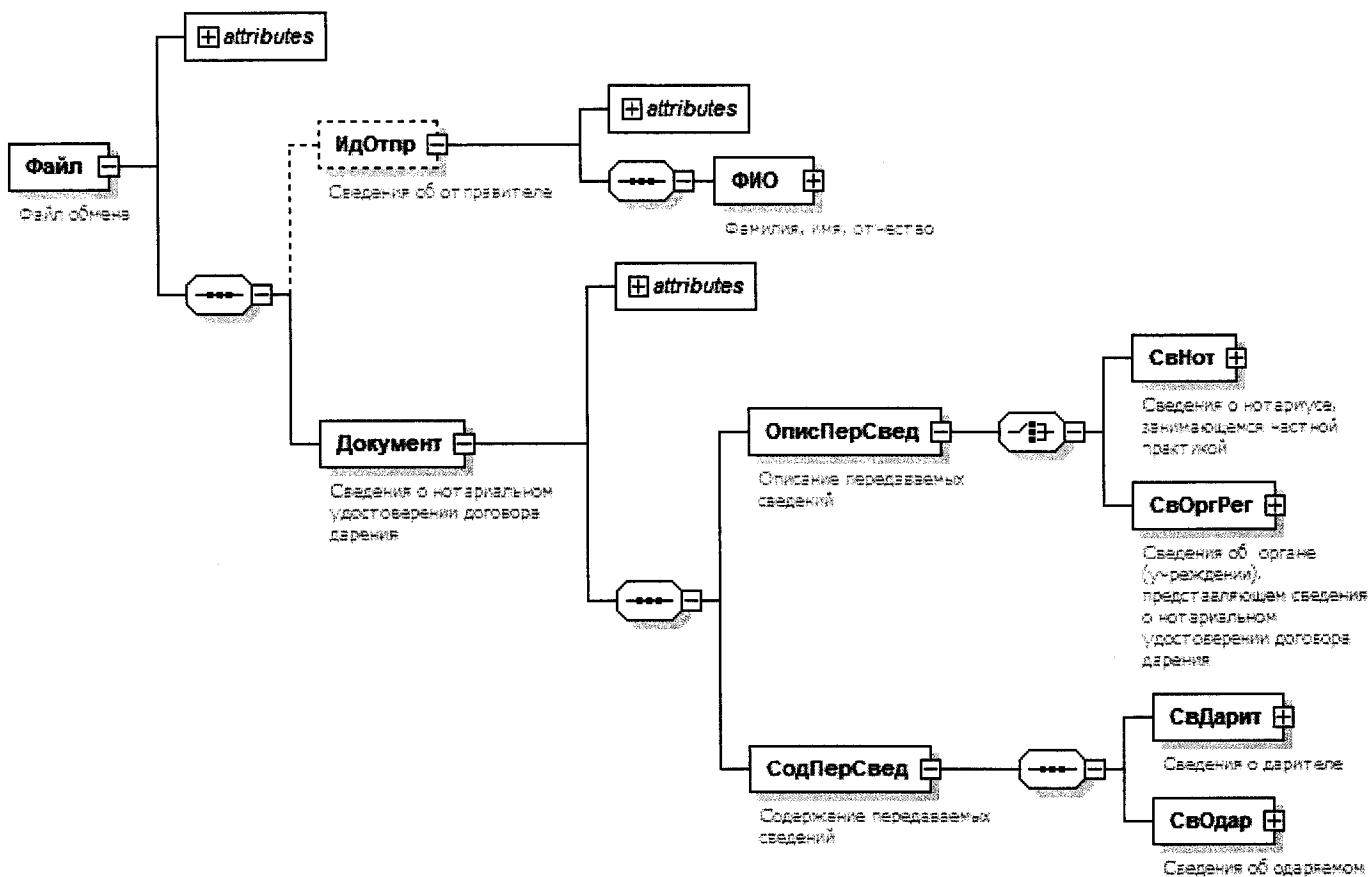 attributes
attributes
ИдОтпр
Сведения об отправителе
Файл
Файл обмена
ФИО
Фамилия, имя, отчество
attributes
СвНот
Сведения о нотариусе,
занимающемся частной
практикой
ОписПерСвед
Описание передаваемых
сведений
Документ
Сведения о нотариальном
удостоверении договора
дарения
СвОргРег
Сведения об органе
(учреждении),
представляющем сведения
о нотариальном
удостоверении договора
дарения
СвДарит
Сведения о дарителе
СодПерСвед
Содержание передаваемых
сведений
СвОдар
Сведения об одаряемом